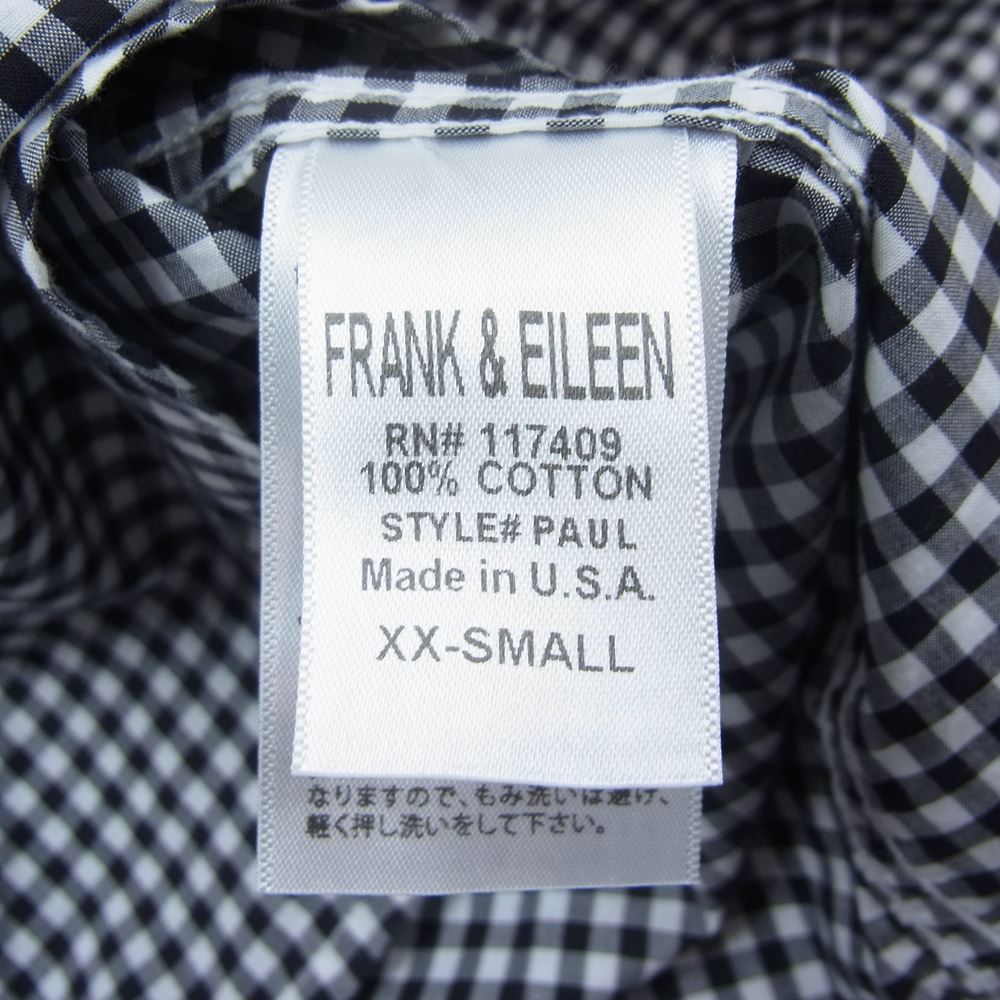 FRANK & EILEEN
RN# 117409
100% COTTON
STYLE# PAUL
Made in U.S.A.
XX-SMALL
なりますので、もみ洗いは避け、
軽く押し洗いをして下さい。